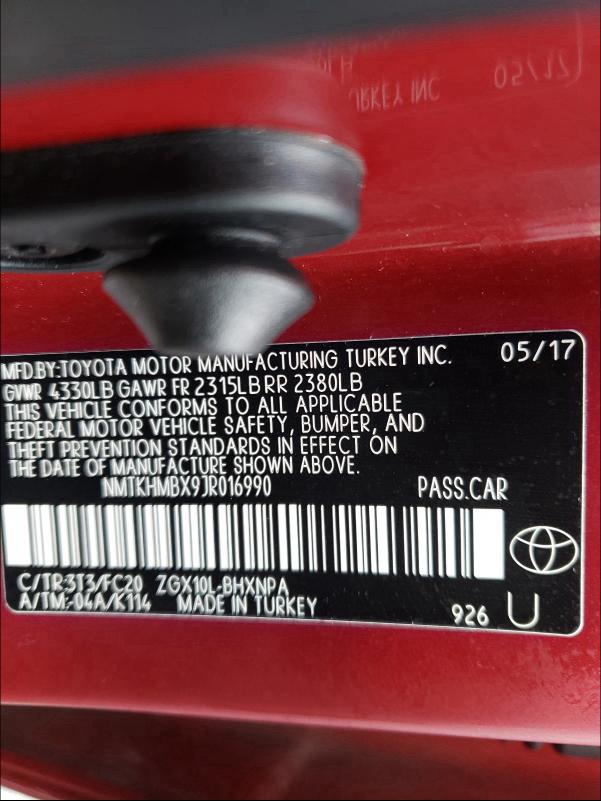 MFD.BY:TOYOTA MOTOR MANUFACTURING TURKEY INC. 05/17
GVWR 4330LB GAWR FR 2315LB RR 2380LB
THIS VEHICLE CONFORMS TO ALL APPLICABLE
FEDERAL MOTOR VEHICLE SAFETY, BUMPER, AND
THEFT PREVENTION STANDARDS IN EFFECT ON
THE DATE OF MANUFACTURE SHOWN ABOVE.
NMTKHMBX9JR016990 PASS.CAR
C/TR:3T3/FC20 ZGX10L-BHXNPA
A/TM:-04A/K114 MADE IN TURKEY
926 U